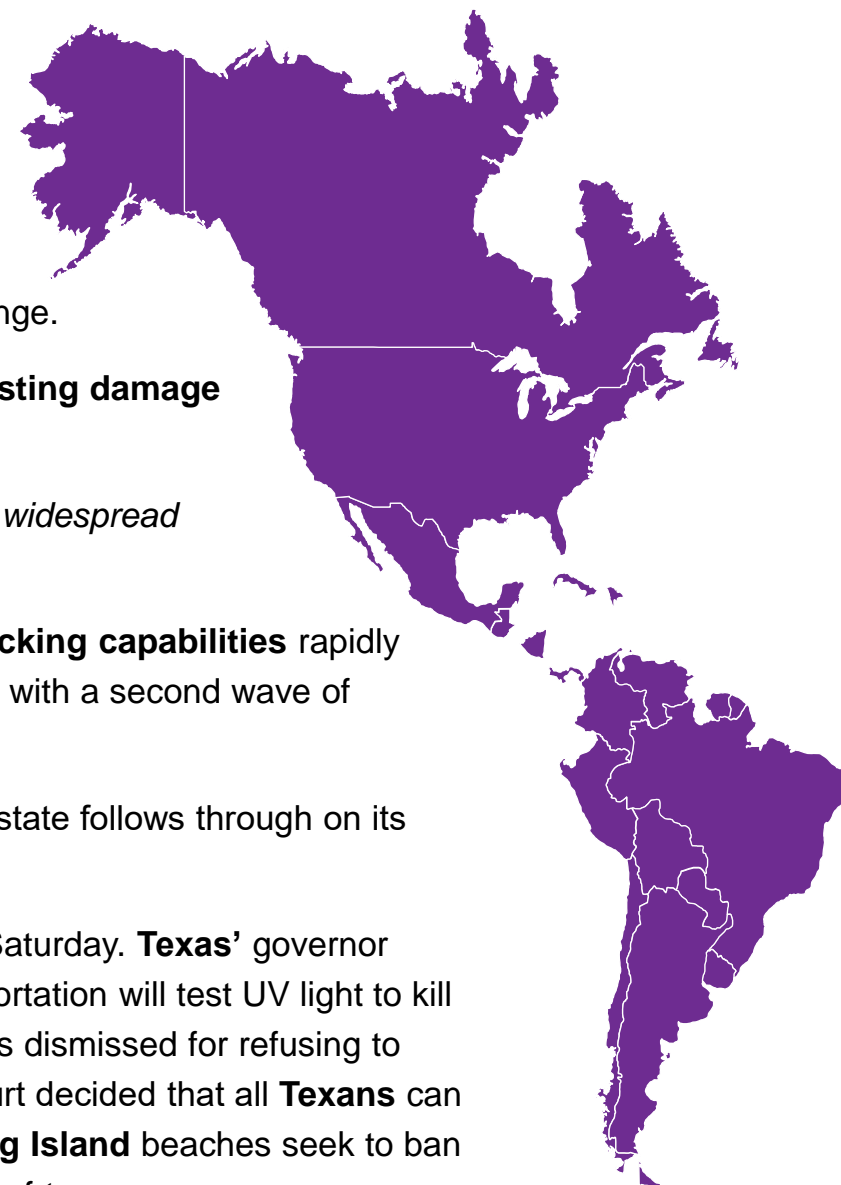 nge.
sting damage
widespread
cking capabilities rapidly
with a second wave of
state follows through on its
Saturday. Texas’ governor
ortation will test UV light to kill
s dismissed for refusing to
urt decided that all Texans can
g Island beaches seek to ban